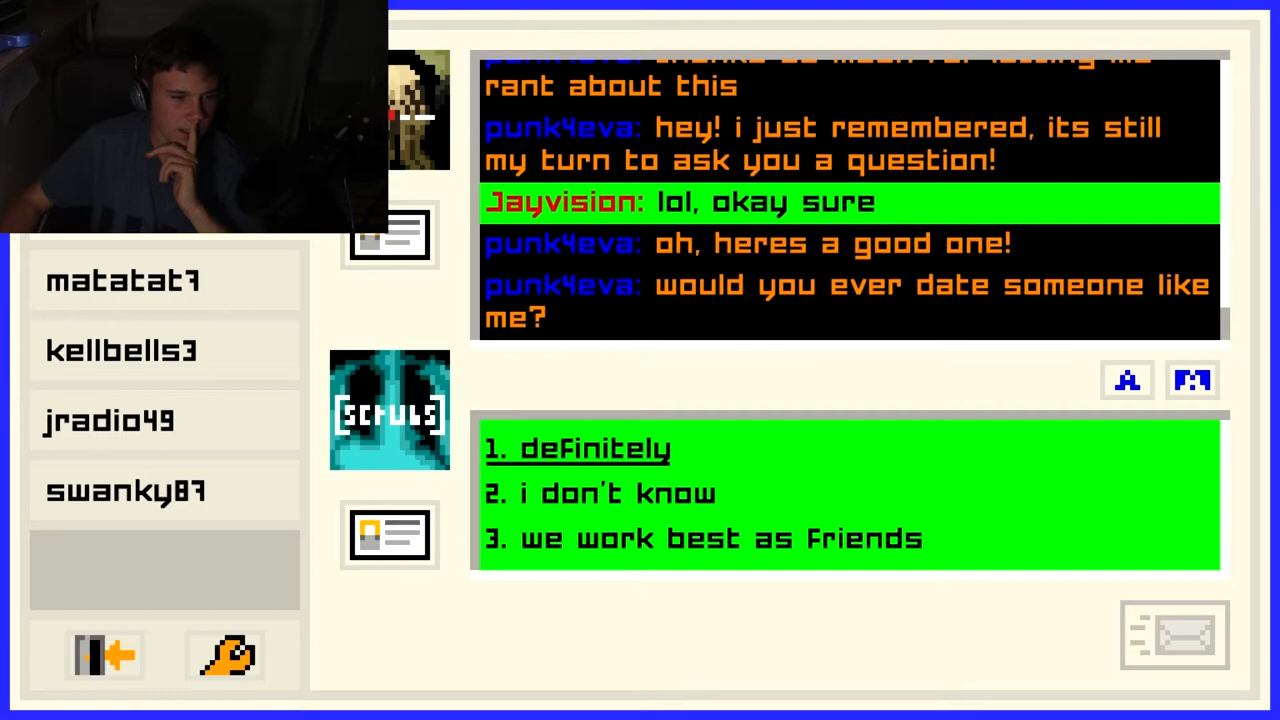 rant about this
punk4eva: hey! i just remembered, its still
my turn to ask you a question!
Jayvision: lol, okay sure
punk4eva: oh, heres a good one!
punk4eva: would you ever date someone like
me?
matatat7
kellbells3
jradio49
swanky87
[SCrUbS]
A
1. definitely
2. i don't know
3. we work best as friends